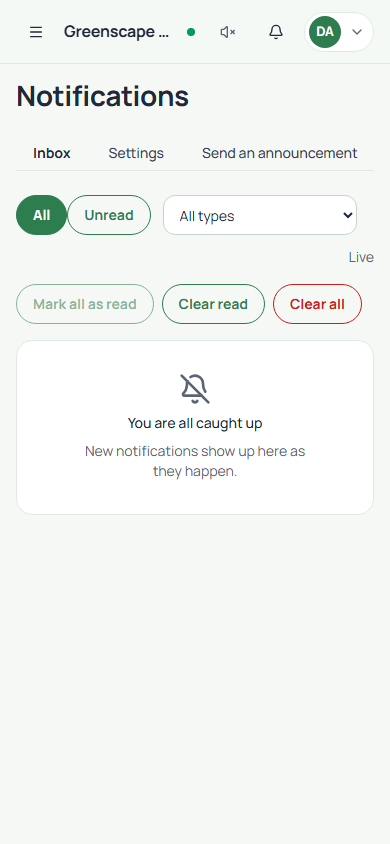 Greenscape ...
DA
Notifications
Inbox
Settings
Send an announcement
All
Unread
All types
Live
Mark all as read
Clear read
Clear all
You are all caught up
New notifications show up here as
they happen.